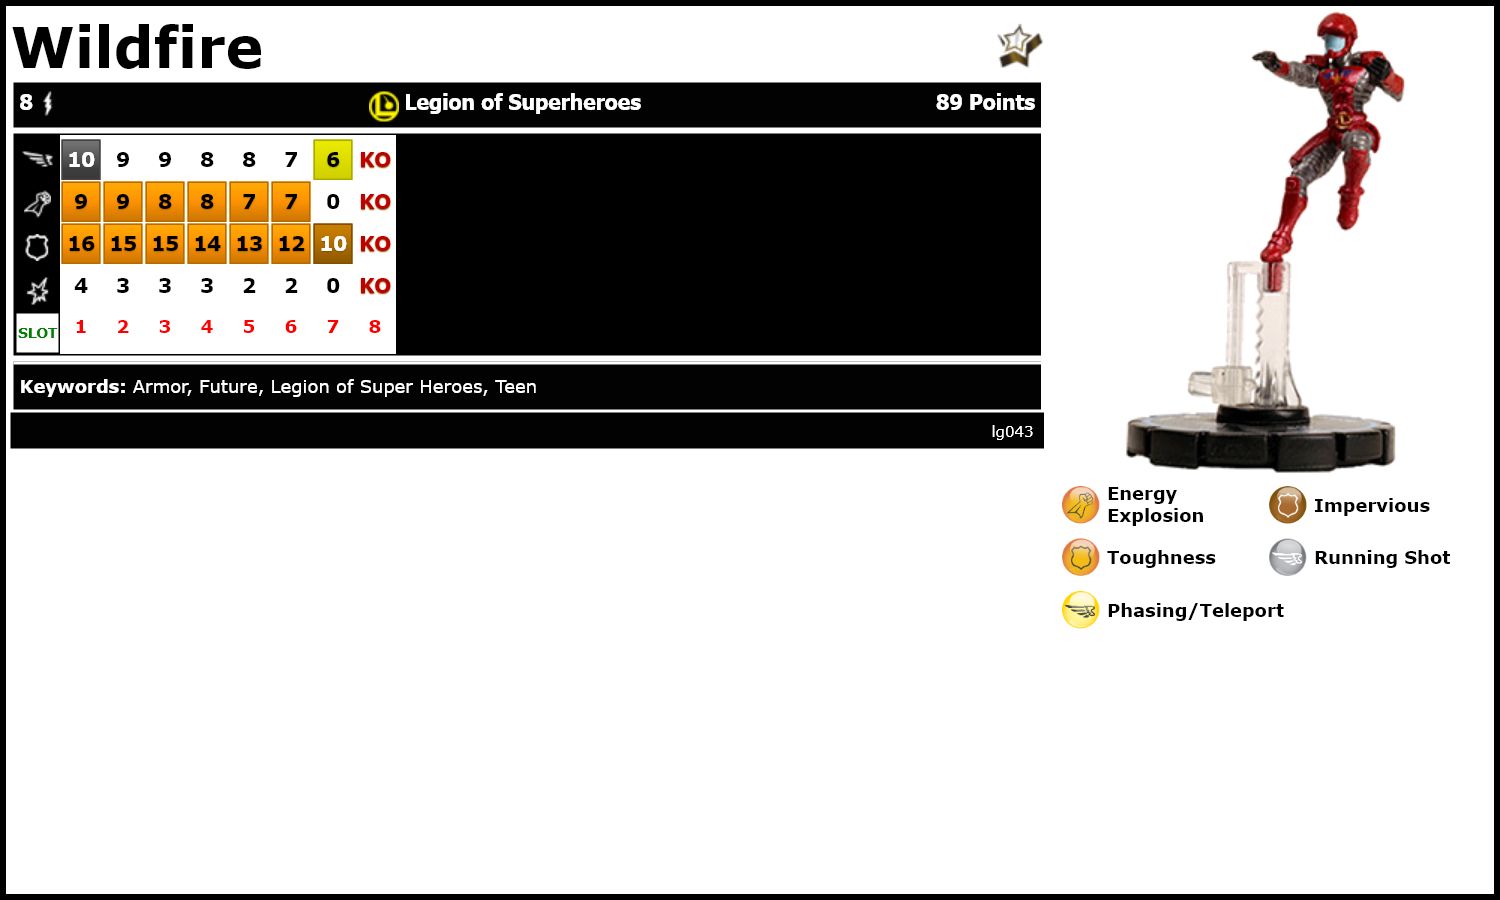 Wildfire
8 Legion of Superheroes 89 Points
10 9 9 8 8 7 6 KO
9 9 8 8 7 7 0 KO
16 15 15 14 13 12 10 KO
4 3 3 3 2 2 0 KO
SLOT 1 2 3 4 5 6 7 8
Keywords: Armor, Future, Legion of Super Heroes, Teen
lg043
Energy
Explosion
Impervious
Toughness
Running Shot
Phasing/Teleport